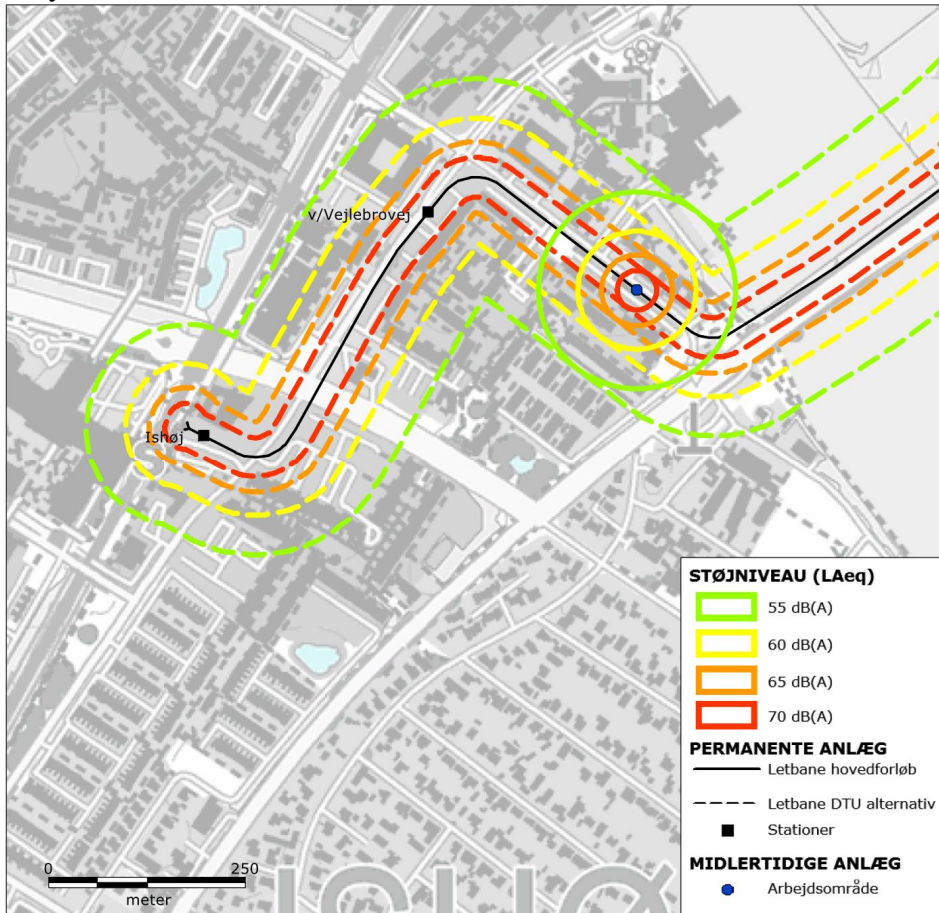 v/Vejlebrovej
Ishøj
STØJNIVEAU (LAeq)
55 dB(A)
60 dB(A)
65 dB(A)
70 dB(A)
PERMANENTE ANLÆG
Letbane hovedforløb
Letbane DTU alternativ
Stationer
MIDLERTIDIGE ANLÆG
Arbejdsområde
0 250
meter